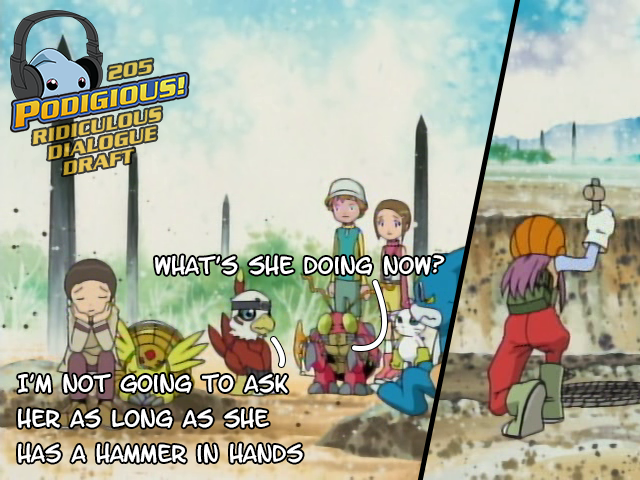 205
PODIGIOUS!
RIDICULOUS
DIALOGUE
DRAFT
WHAT'S SHE DOING NOW?
I'M NOT GOING TO ASK
HER AS LONG AS SHE
HAS A HAMMER IN HANDS